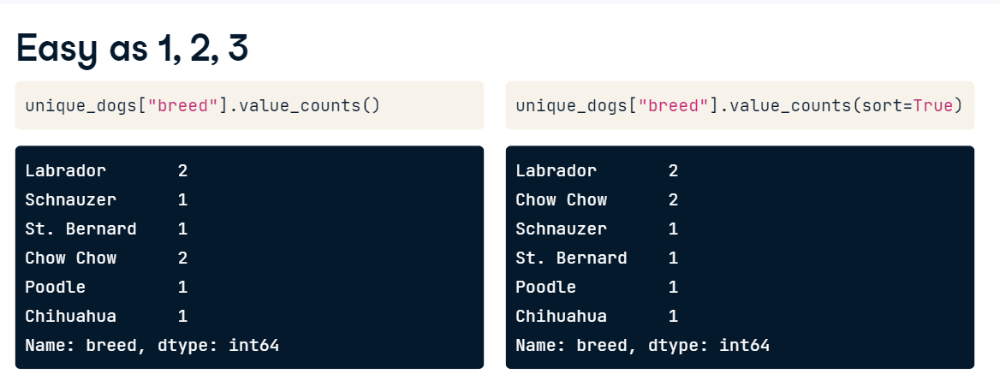 Easy as 1, 2, 3
unique_dogs["breed"].value_counts()
Labrador       2
Schnauzer      1
St. Bernard    1
Chow Chow      2
Poodle         1
Chihuahua      1
Name: breed, dtype: int64
unique_dogs["breed"].value_counts(sort=True)
Labrador       2
Chow Chow      2
Schnauzer      1
St. Bernard    1
Poodle         1
Chihuahua      1
Name: breed, dtype: int64